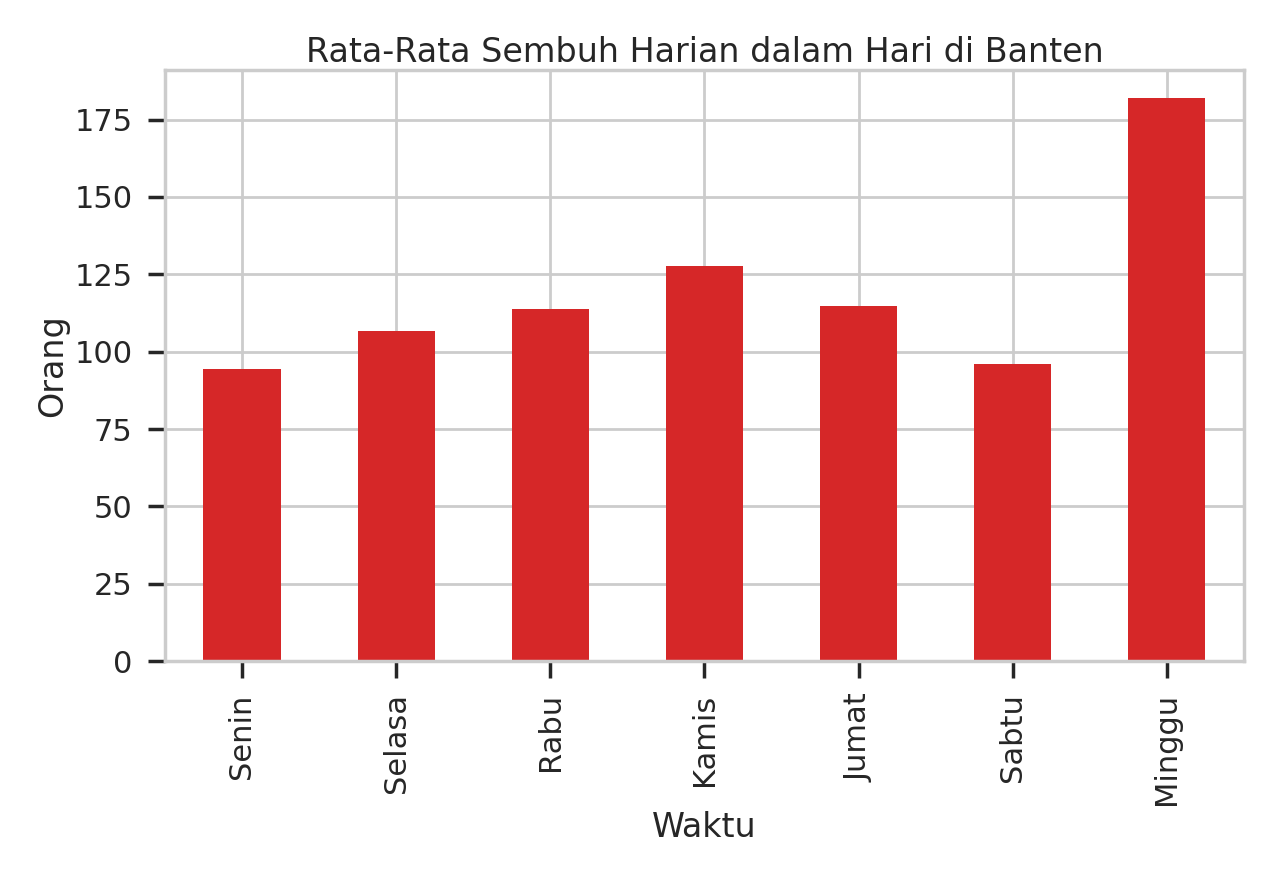 Rata-Rata Sembuh Harian dalam Hari di Banten
175
150
125
100
75
50
25
0
Orang
Senin
Selasa
Rabu
Kamis
Jumat
Sabtu
Minggu
Waktu